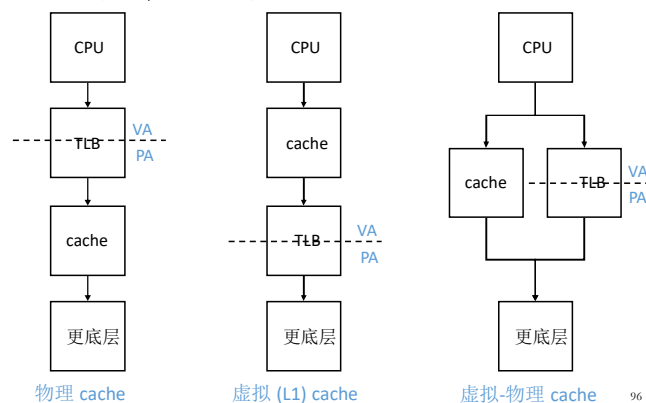 CPU
TLB
VA
PA
cache
更底层
物理 cache
CPU
cache
TLB
VA
PA
更底层
虚拟 (L1) cache
CPU
cache
TLB
VA
PA
更底层
虚拟-物理 cache
96